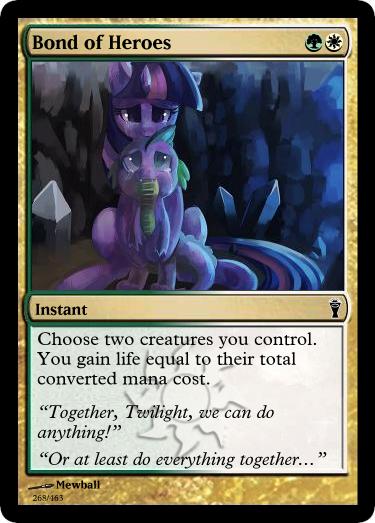 Bond of Heroes
Instant
Choose two creatures you control.
You gain life equal to their total
converted mana cost.
“Together, Twilight, we can do
anything!”
“Or at least do everything together…”
Mewball
268/463